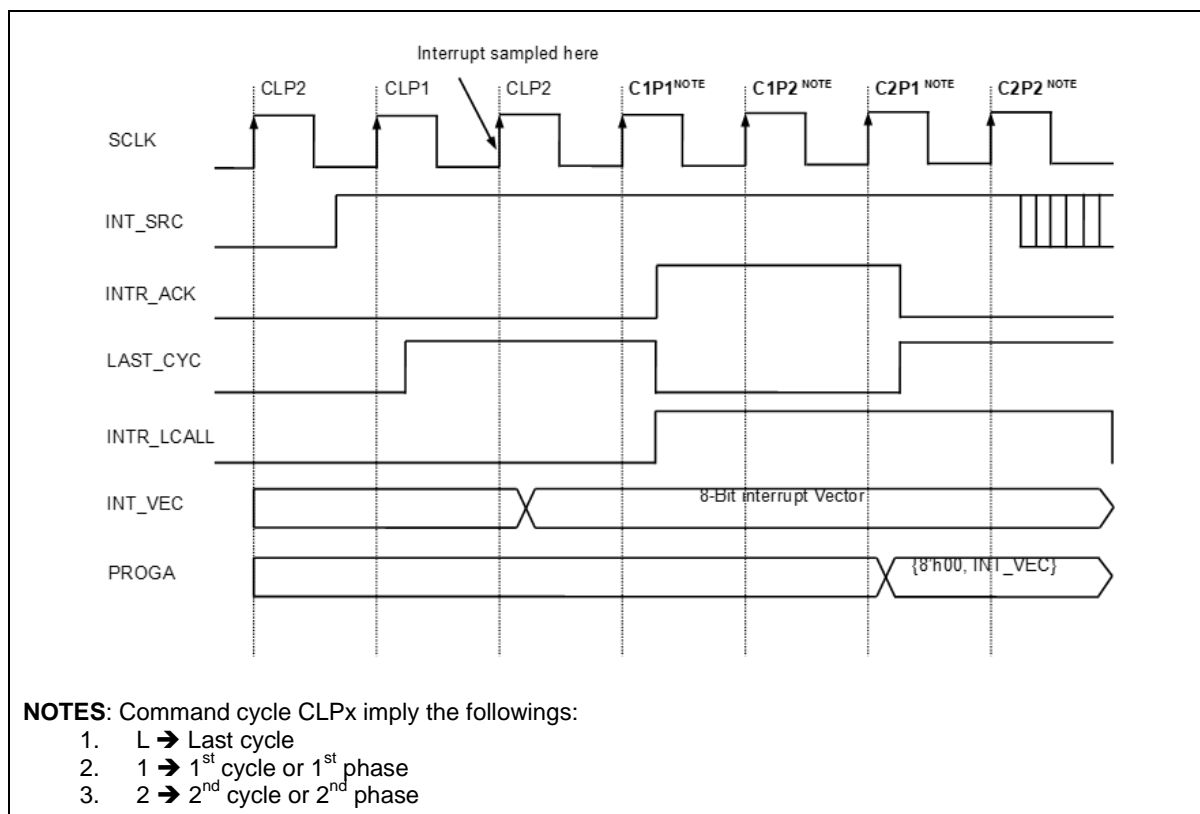 Interrupt sampled here
CLP2 CLP1 CLP2 C1P1NOTE C1P2 NOTE C2P1 NOTE C2P2 NOTE
SCLK
INT_SRC
INTR_ACK
LAST_CYC
INTR_LCALL
INT_VEC 8-Bit interrupt Vector
PROGA {8'h00, INT_VEC}
NOTES: Command cycle CLPx imply the followings:
1. L ➔ Last cycle
2. 1 ➔ 1st cycle or 1st phase
3. 2 ➔ 2nd cycle or 2nd phase